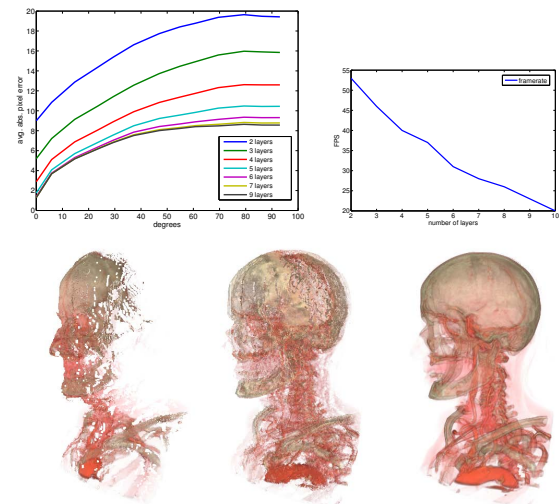 20
18
16
14
12
10
8
6
4
2
0
avg. abs. pixel error
2 layers
3 layers
4 layers
5 layers
6 layers
7 layers
9 layers
0 10 20 30 40 50 60 70 80 90 100
degrees
55
50
45
40
35
30
25
20
FPS
framerate
2 3 4 5 6 7 8 9 10
number of layers